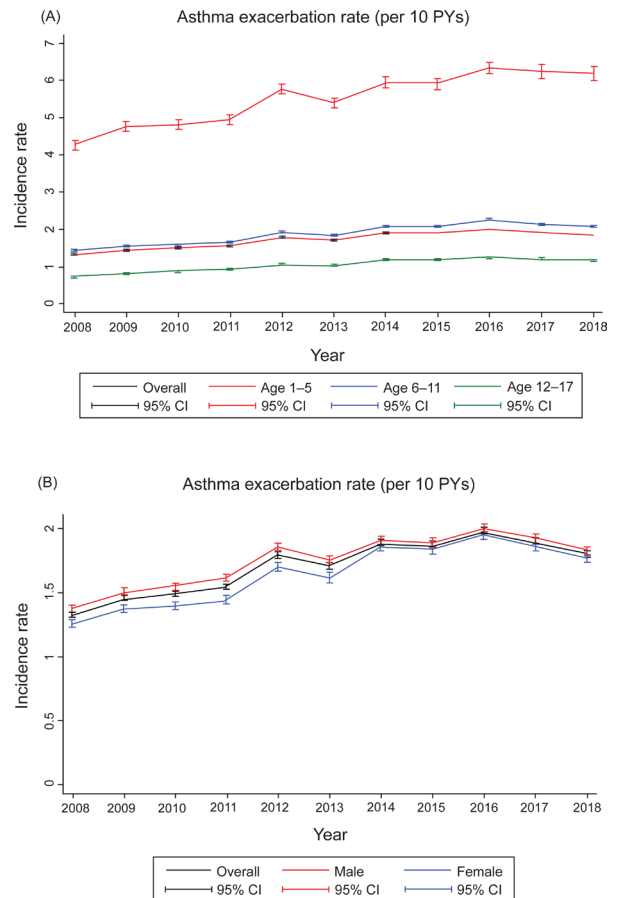 (A)
Asthma exacerbation rate (per 10 PYs)
7
6
5
4
3
2
1
0
Incidence rate
2008 2009 2010 2011 2012 2013 2014 2015 2016 2017 2018
Year
Overall Age 1–5 Age 6–11 Age 12–17
95% CI 95% CI 95% CI 95% CI
(B)
Asthma exacerbation rate (per 10 PYs)
2
1.5
1
0.5
0
Incidence rate
2008 2009 2010 2011 2012 2013 2014 2015 2016 2017 2018
Year
Overall Male Female
95% CI 95% CI 95% CI